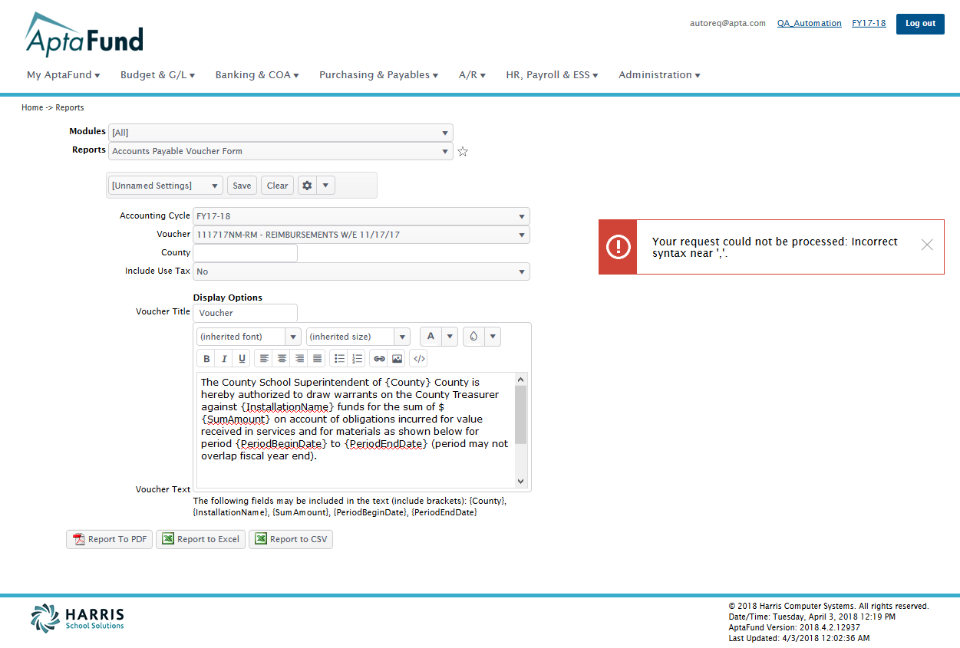 AptaFund
autoreq@apta.com QA_Automation FY17-18 Log out
My AptaFund Budget & G/L Banking & COA Purchasing & Payables A/R HR, Payroll & ESS Administration
Home -> Reports
Modules [All]
Reports Accounts Payable Voucher Form
[Unnamed Settings] Save Clear
Accounting Cycle FY17-18
Voucher 111717NM-RM - REIMBURSEMENTS W/E 11/17/17
County
Include Use Tax No
Your request could not be processed: Incorrect
syntax near ','.
Display Options
Voucher Title Voucher
(inherited font) (inherited size) A
B I U </>
The County School Superintendent of {County} County is
hereby authorized to draw warrants on the County Treasurer
against {InstallationName} funds for the sum of $
{SumAmount} on account of obligations incurred for value
received in services and for materials as shown below for
period {PeriodBeginDate} to {PeriodEndDate} (period may not
overlap fiscal year end).
Voucher Text
The following fields may be included in the text (include brackets): {County},
{InstallationName}, {SumAmount}, {PeriodBeginDate}, {PeriodEndDate}
Report To PDF Report to Excel Report to CSV
HARRIS
School Solutions
© 2018 Harris Computer Systems. All rights reserved.
Date/Time: Tuesday, April 3, 2018 12:19 PM
AptaFund Version: 2018.4.2.12937
Last Updated: 4/3/2018 12:02:36 AM